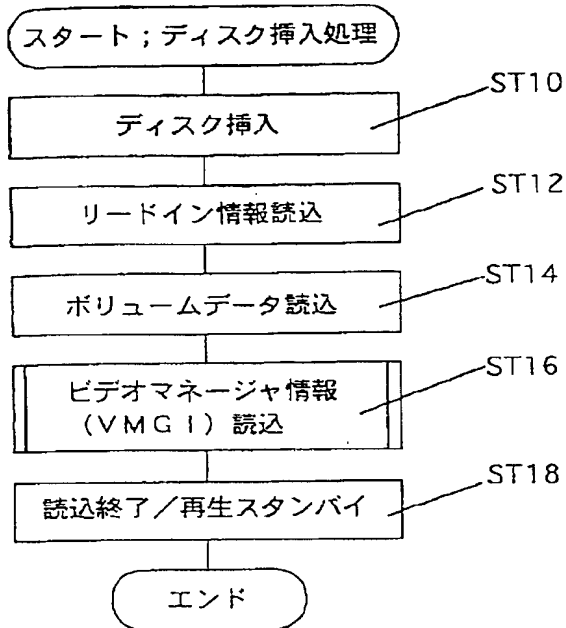 スタート；ディスク挿入処理
ST10
ディスク挿入
ST12
リードイン情報読込
ST14
ボリュームデータ読込
ST16
ビデオマネージャ情報
（ＶＭＧＩ）読込
ST18
読込終了／再生スタンバイ
エンド